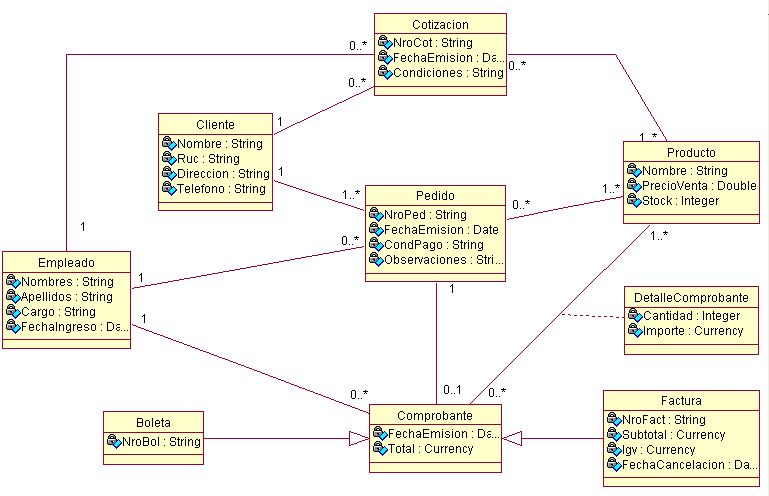 Cotizacion
NroCot : String
FechaEmision : Da...
Condiciones : String
0..*
0..*
0..*
1
Cliente
Nombre : String
Ruc : String
Direccion : String
Telefono : String
1
1..*
1..*
Producto
Nombre : String
PrecioVenta : Double
Stock : Integer
Pedido
NroPed : String
FechaEmision : Date
CondPago : String
Observaciones : Stri...
0..*
1..*
1
0..*
1..*
Empleado
Nombres : String
Apellidos : String
Cargo : String
FechaIngreso : Da...
1
1
1
DetalleComprobante
Cantidad : Integer
Importe : Currency
0..*
0..1
0..*
Boleta
NroBol : String
Comprobante
FechaEmision : Da...
Total : Currency
Factura
NroFact : String
Subtotal : Currency
Igv : Currency
FechaCancelacion : Da...